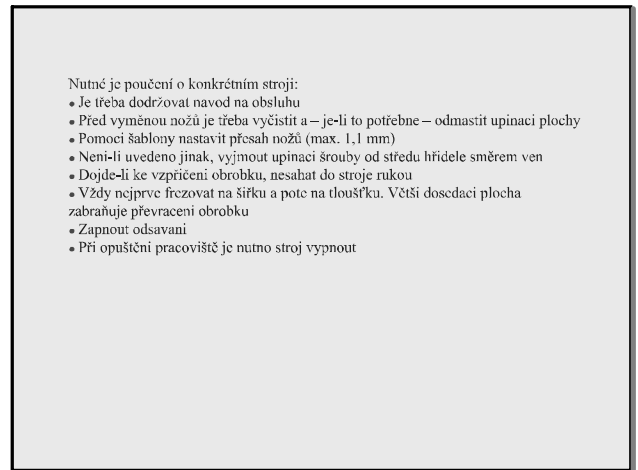 Nutné je poučení o konkrétním stroji:
• Je třeba dodržovat navod na obsluhu
• Před vyměnou nožů je třeba vyčistit a – je-li to potřebne – odmastit upinaci plochy
• Pomoci šablony nastavit přesah nožů (max. 1,1 mm)
• Neni-li uvedeno jinak, vyjmout upinaci šrouby od středu hřidele směrem ven
• Dojde-li ke vzpřičeni obrobku, nesahat do stroje rukou
• Vždy nejprve frezovat na šiřku a pote na tloušťku. Větši dosedaci plocha
zabraňuje převraceni obrobku
• Zapnout odsavani
• Při opuštěni pracoviště je nutno stroj vypnout